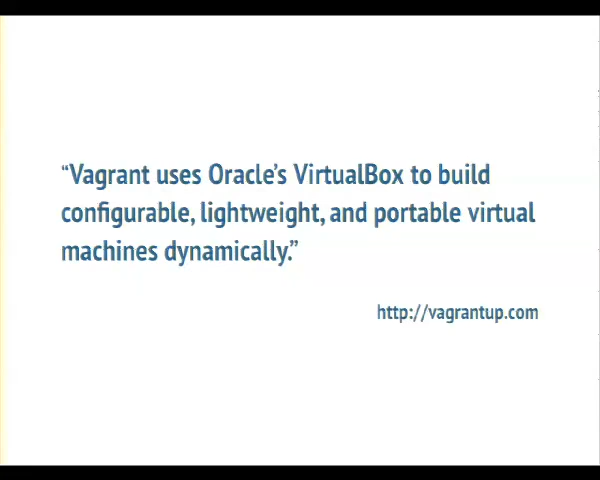 “Vagrant uses Oracle’s VirtualBox to build
configurable, lightweight, and portable virtual
machines dynamically.”
http://vagrantup.com